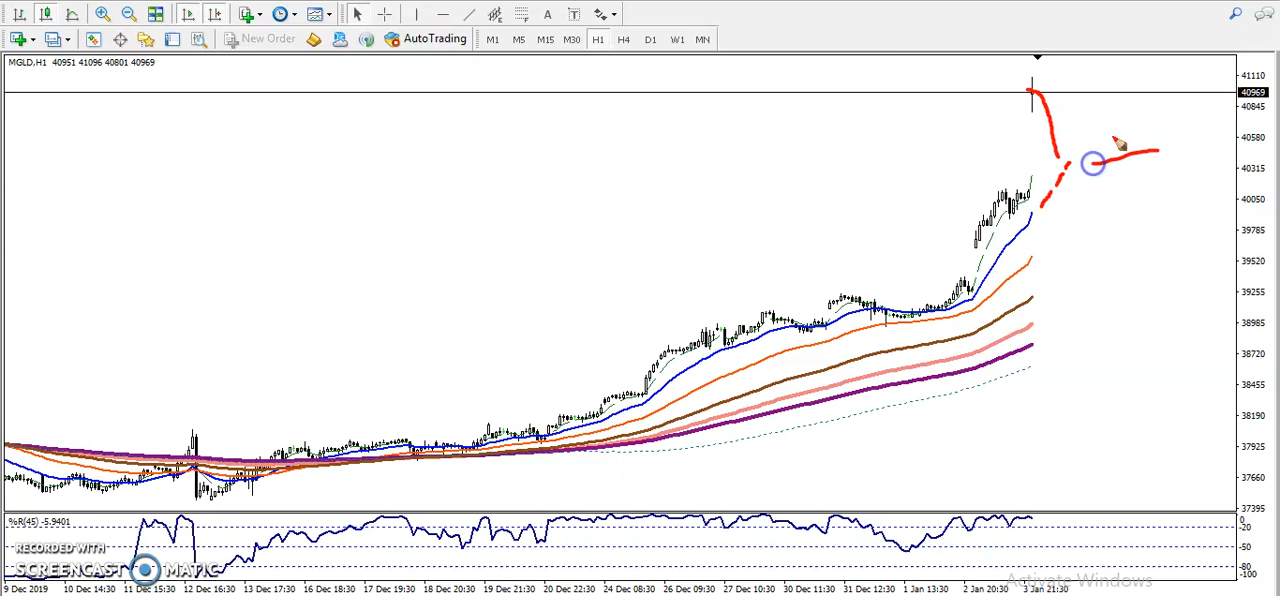 A T
New Order AutoTrading M1 M5 M15 M30 H1 H4 D1 W1 MN
MGLD,H1 40951 41096 40801 40969
41110
40969
40845
40580
40315
40050
39785
39520
39255
38985
38720
38455
38190
37925
37660
37395
%R(45) -5.9401
0
-20
-50
-80
-100
RECORDED WITH
SCREENCAST MATIC
Activate Windows
9 Dec 2019 10 Dec 14:30 11 Dec 15:30 12 Dec 16:30 13 Dec 17:30 16 Dec 18:30 17 Dec 19:30 18 Dec 20:30 19 Dec 21:30 20 Dec 22:30 24 Dec 08:30 26 Dec 09:30 27 Dec 10:30 30 Dec 11:30 31 Dec 12:30 1 Jan 13:30 2 Jan 20:30 3 Jan 21:30